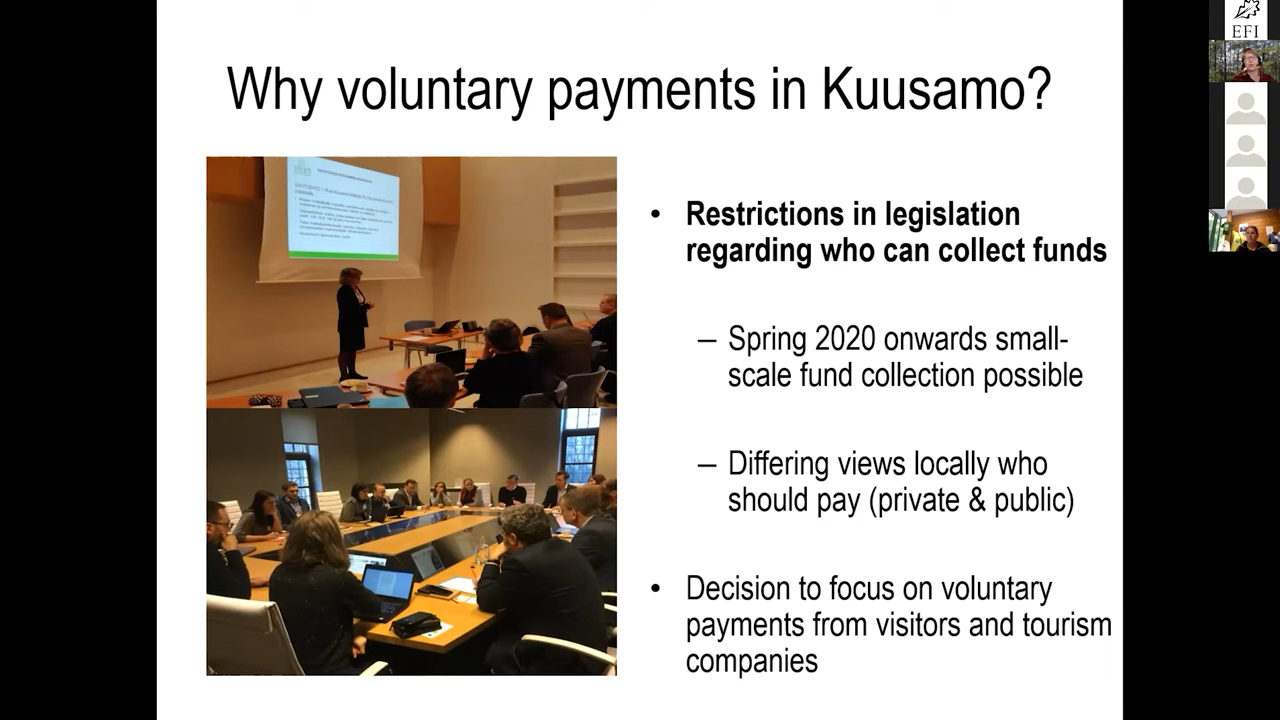 Why voluntary payments in Kuusamo?
• Restrictions in legislation
regarding who can collect funds
– Spring 2020 onwards small-
scale fund collection possible
– Differing views locally who
should pay (private & public)
• Decision to focus on voluntary
payments from visitors and tourism
companies
EFI